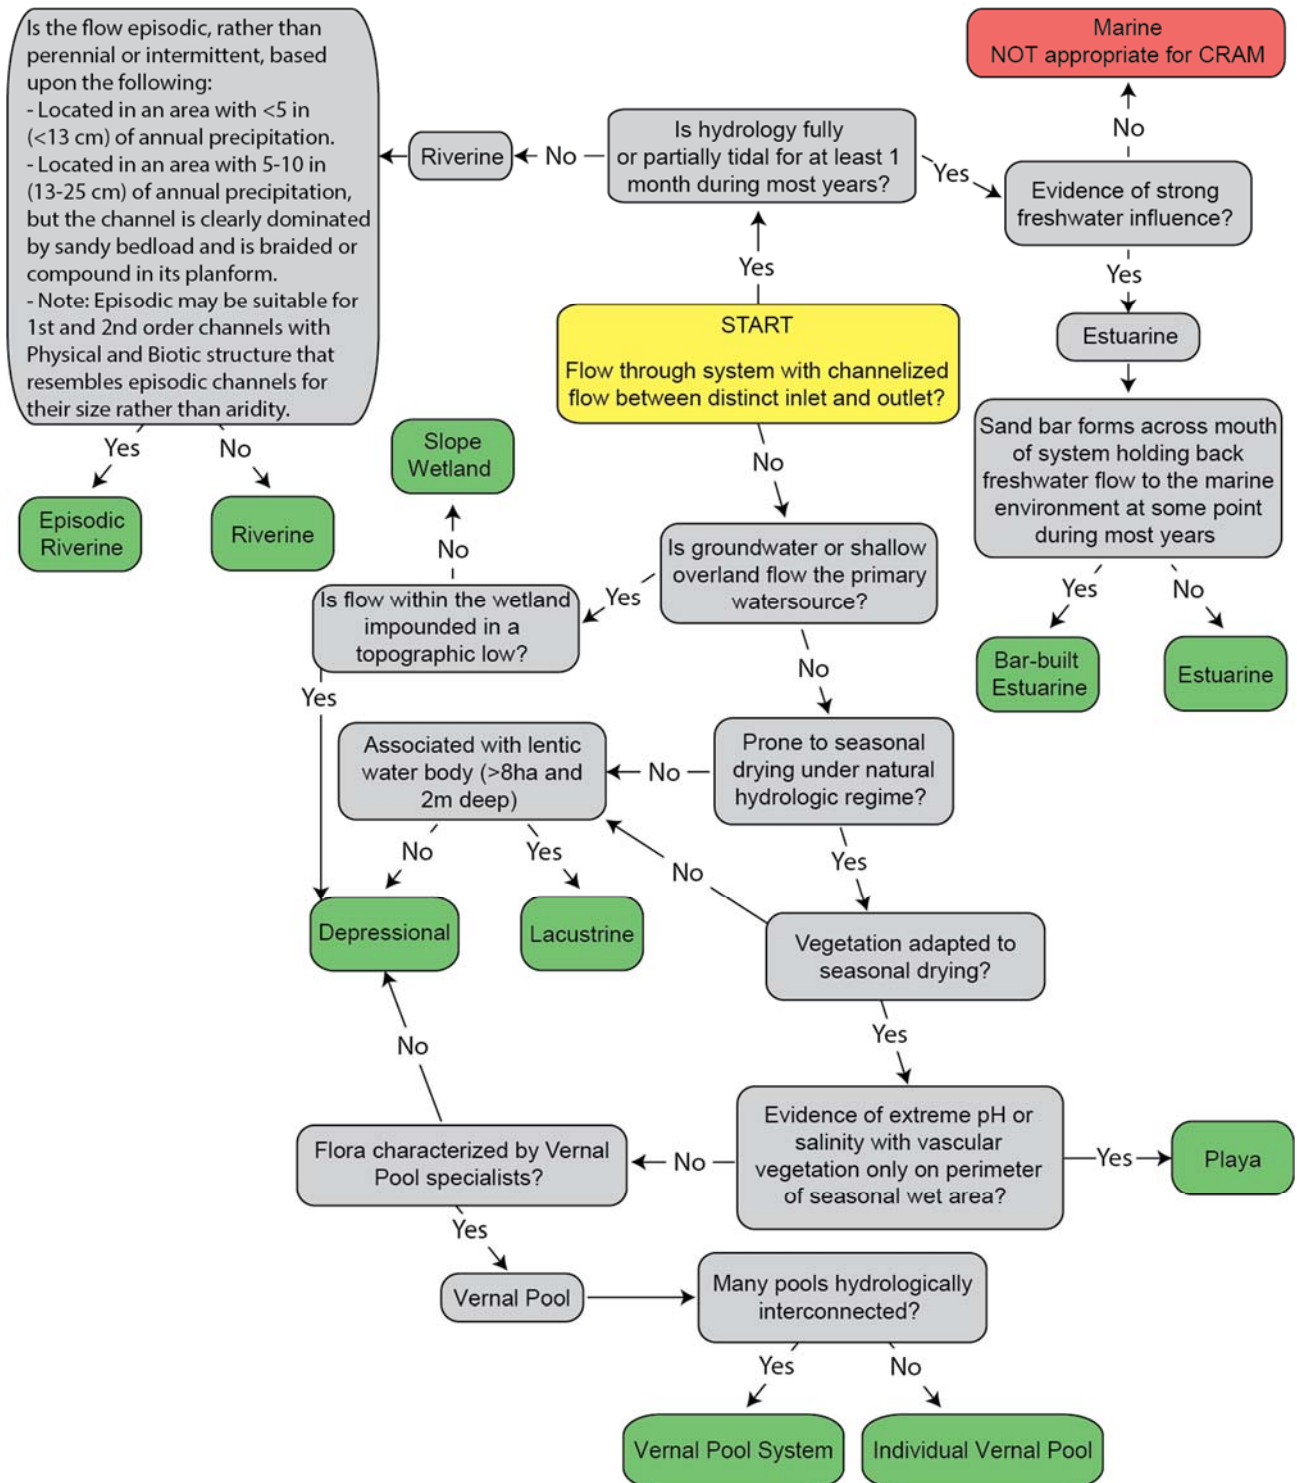 Is the flow episodic, rather than
perennial or intermittent, based
upon the following:
- Located in an area with <5 in
(<13 cm) of annual precipitation.
- Located in an area with 5-10 in
(13-25 cm) of annual precipitation,
but the channel is clearly dominated
by sandy bedload and is braided or
compound in its planform.
- Note: Episodic may be suitable for
1st and 2nd order channels with
Physical and Biotic structure that
resembles episodic channels for
their size rather than aridity.
Marine
NOT appropriate for CRAM
No
Is hydrology fully
or partially tidal for at least 1
month during most years?
Riverine
No
Yes
Evidence of strong
freshwater influence?
Yes
Yes
START
Flow through system with channelized
flow between distinct inlet and outlet?
Estuarine
Sand bar forms across mouth
of system holding back
freshwater flow to the marine
environment at some point
during most years
Yes
No
Slope
Wetland
No
Episodic
Riverine
Riverine
No
Is groundwater or shallow
overland flow the primary
watersource?
Yes
Is flow within the wetland
impounded in a
topographic low?
Yes
No
Bar-built
Estuarine
Estuarine
Yes
No
Associated with lentic
water body (>8ha and
2m deep)
No
Prone to seasonal
drying under natural
hydrologic regime?
No
Yes
No
Yes
Depressional
Lacustrine
Vegetation adapted to
seasonal drying?
Yes
No
Evidence of extreme pH or
salinity with vascular
vegetation only on perimeter
of seasonal wet area?
Yes
Playa
No
Flora characterized by Vernal
Pool specialists?
Yes
Vernal Pool
Many pools hydrologically
interconnected?
Yes
No
Vernal Pool System
Individual Vernal Pool